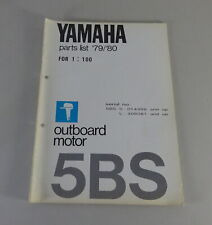 YAMAHA
parts list '79/'80
FOR 1:100
outboard
motor
5BS